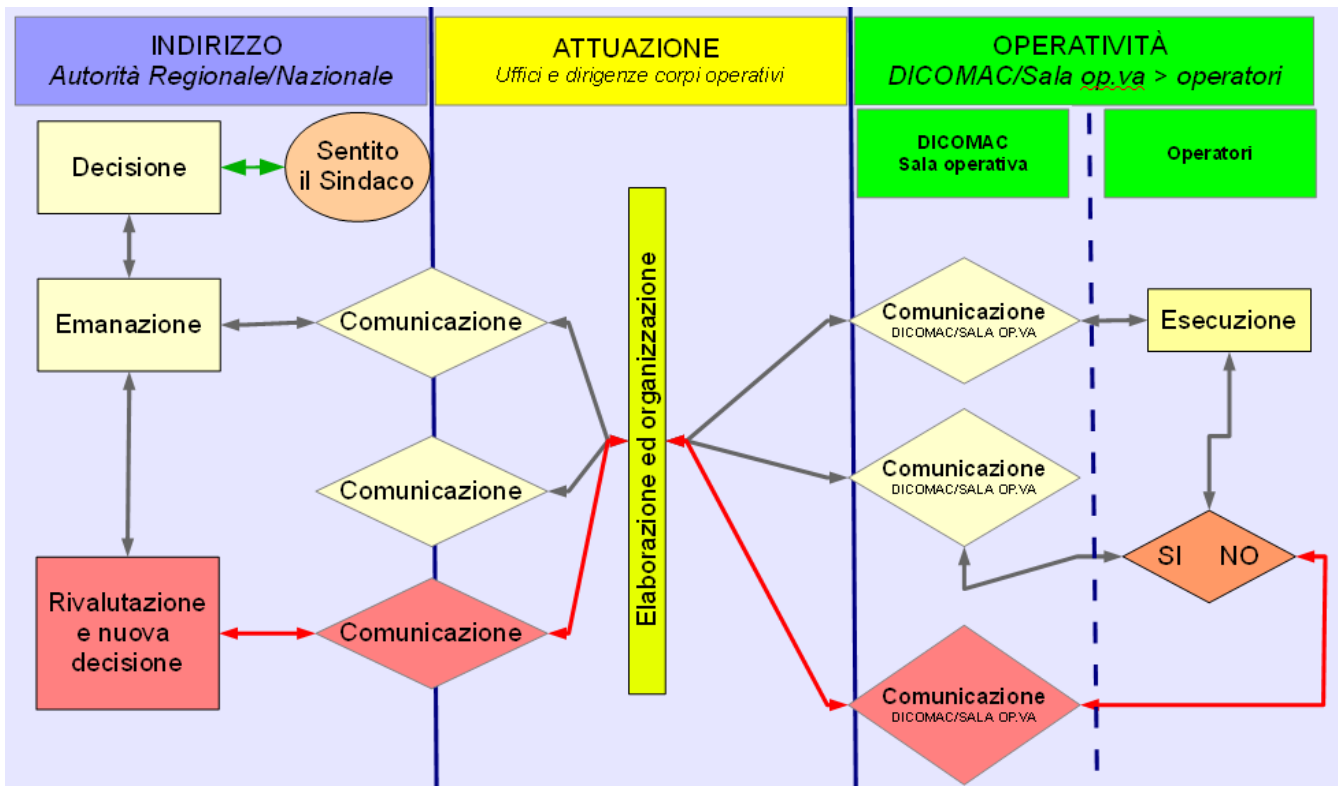 INDIRIZZO
Autorità Regionale/Nazionale
ATTUAZIONE
Uffici e dirigenze corpi operativi
OPERATIVITÀ
DICOMAC/Sala op.va > operatori
DICOMAC
Sala operativa
Operatori
Decisione
Sentito
il Sindaco
Emanazione
Comunicazione
Elaborazione ed organizzazione
Comunicazione
DICOMAC/SALA OP.VA
Esecuzione
Comunicazione
Comunicazione
DICOMAC/SALA OP.VA
SI NO
Rivalutazione
e nuova
decisione
Comunicazione
Comunicazione
DICOMAC/SALA OP.VA